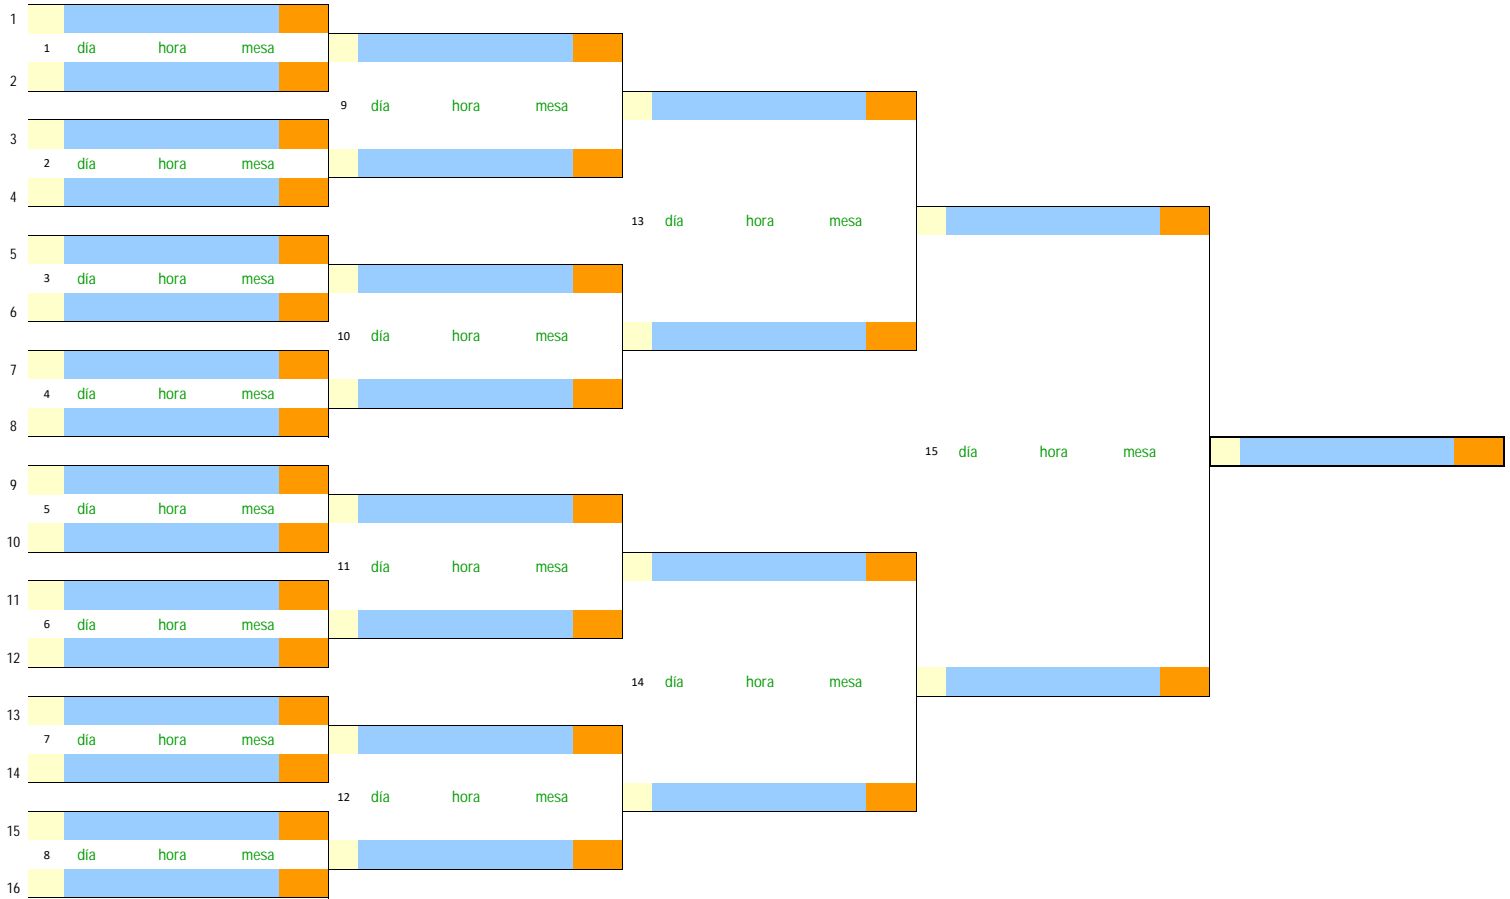 1
1 día hora mesa
2
9 día hora mesa
3
2 día hora mesa
4
13 día hora mesa
5
3 día hora mesa
6
10 día hora mesa
7
4 día hora mesa
8
15 día hora mesa
9
5 día hora mesa
10
11 día hora mesa
11
6 día hora mesa
12
14 día hora mesa
13
7 día hora mesa
14
12 día hora mesa
15
8 día hora mesa
16